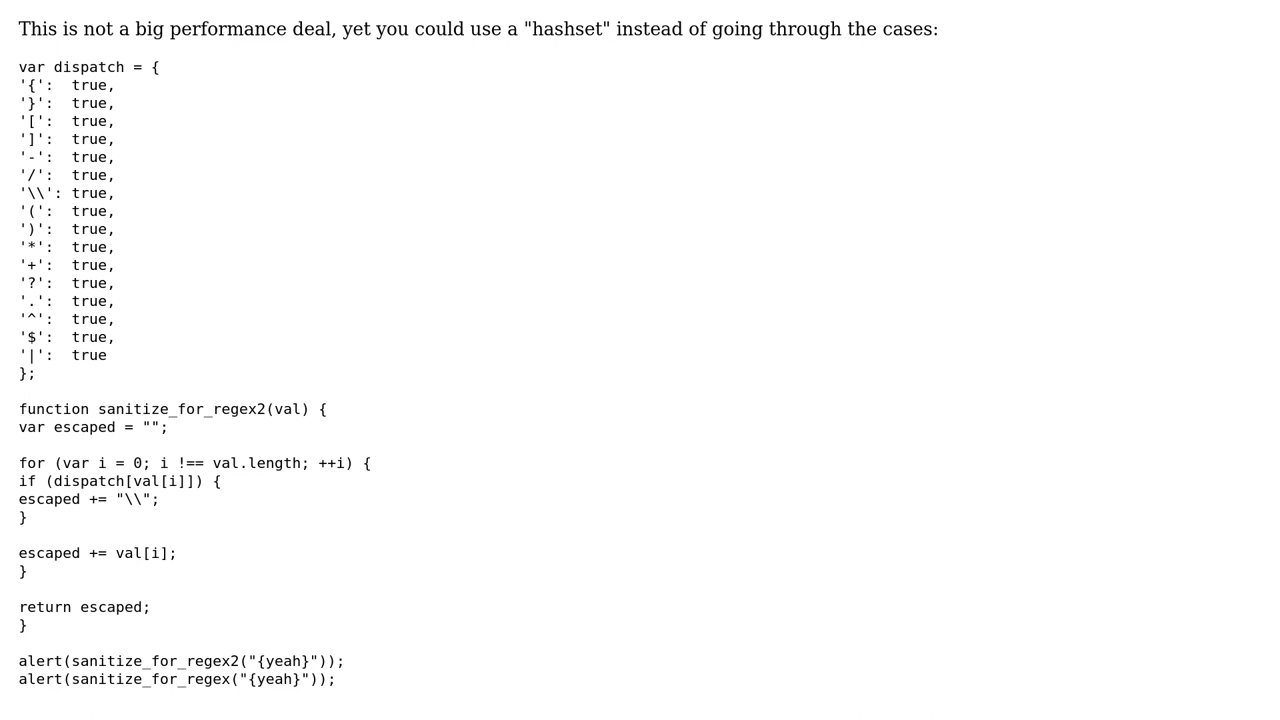 This is not a big performance deal, yet you could use a "hashset" instead of going through the cases:
var dispatch = {
'{':  true,
'}':  true,
'[':  true,
']':  true,
'-':  true,
'/':  true,
'\\': true,
'(':  true,
')':  true,
'*':  true,
'+':  true,
'?':  true,
'.':  true,
'^':  true,
'$':  true,
'|':  true
};
function sanitize_for_regex2(val) {
var escaped = "";
for (var i = 0; i !== val.length; ++i) {
if (dispatch[val[i]]) {
escaped += "\\";
}
escaped += val[i];
}
return escaped;
}
alert(sanitize_for_regex2("{yeah}"));
alert(sanitize_for_regex("{yeah}"));